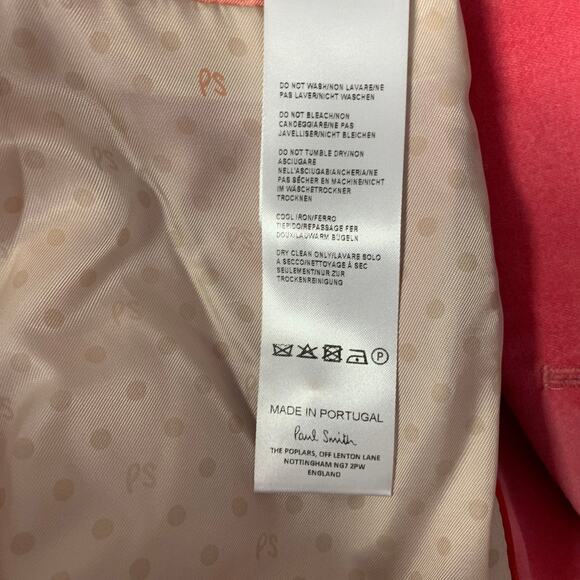 PS
DO NOT WASH/NON LAVARE/NE
PAS LAVER/NICHT WASCHEN
DO NOT BLEACH/NON
CANDEGGIARE/NE PAS
JAVELLISER/NICHT BLEICHEN
DO NOT TUMBLE DRY/NON
ASCIUGARE
NELL'ASCIUGABIANCHERIA/NE
PAS SÉCHER EN MACHINE/NICHT
IM WÄSCHETROCKNER
TROCKNEN
COOL IRON/FERRO
TIEPIDO/REPASSAGE FER
DOUX/LAUWARM BÜGELN
DRY CLEAN ONLY/LAVARE SOLO
A SECCO/NETTOYAGE À SEC
SEULEMENT/NUR ZUR
TROCKENREINIGUNG
P
MADE IN PORTUGAL
Paul Smith
THE POPLARS, OFF LENTON LANE
NOTTINGHAM NG7 2PW
ENGLAND
PS
PS
PS
PS